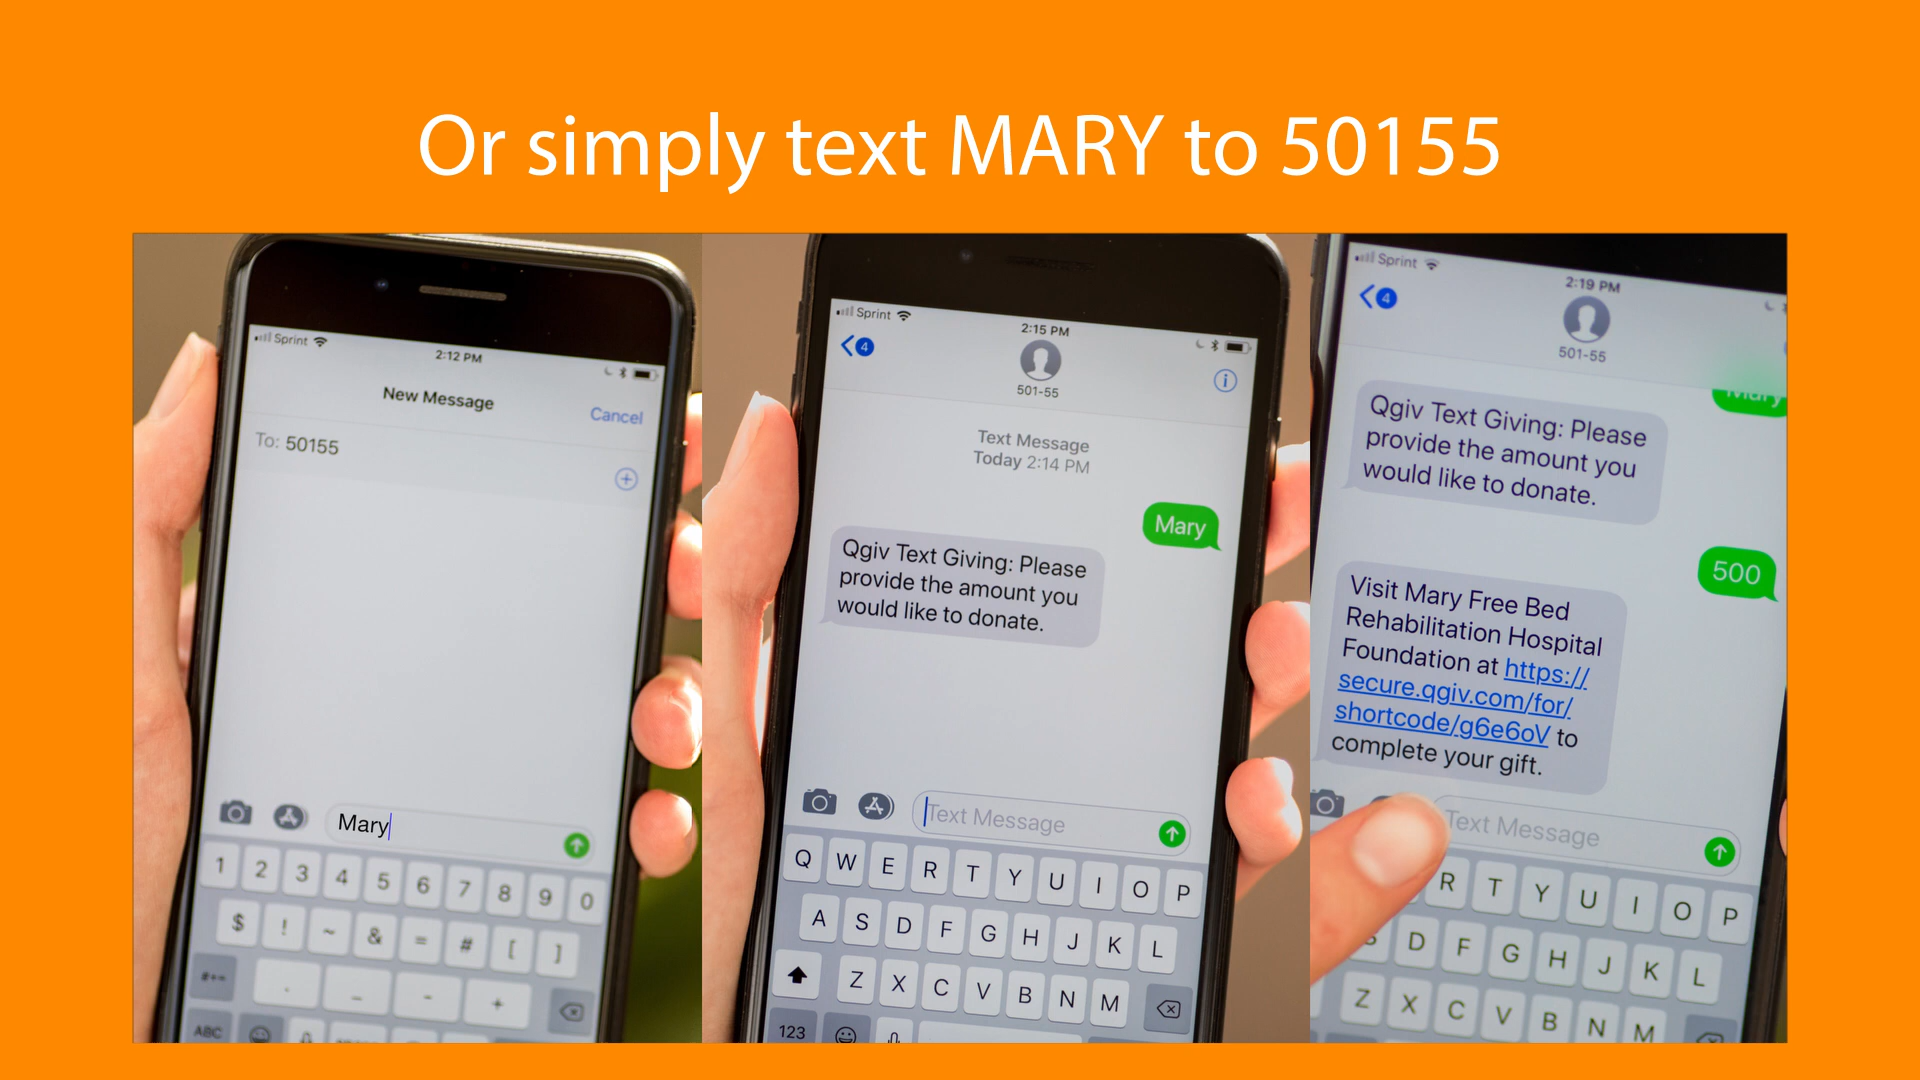 Or simply text MARY to 50155
Sprint
2:12 PM
New Message
Cancel
To: 50155
Mary
1 2 3 4 5 6 7 8 9 0
$ ! ~ & = # [ ]
#+=
. _ - +
ABC
Sprint
2:15 PM
4
501-55
i
Text Message
Today 2:14 PM
Mary
Qgiv Text Giving: Please
provide the amount you
would like to donate.
Text Message
Q W E R T Y U I O P
A S D F G H J K L
Z X C V B N M
123
Sprint
2:19 PM
4
501-55
Mary
Qgiv Text Giving: Please
provide the amount you
would like to donate.
500
Visit Mary Free Bed
Rehabilitation Hospital
Foundation at https://
secure.qgiv.com/for/
shortcode/g6e6oV to
complete your gift.
Text Message
R T Y U I O P
D F G H J K L
Z X C V B N M